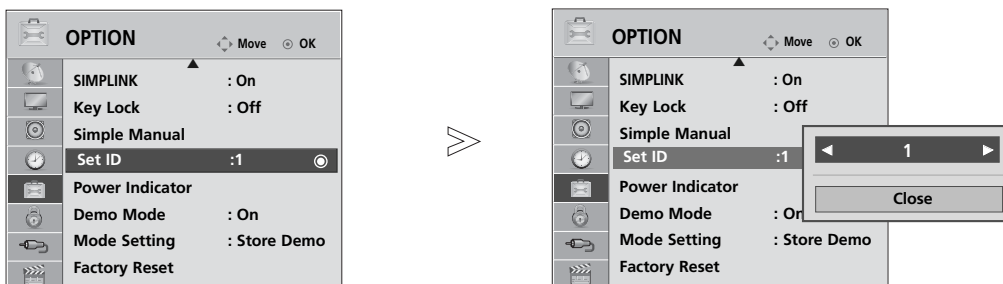 OPTION Move OK
SIMPLINK : On
Key Lock : Off
Simple Manual
Set ID :1
Power Indicator
Demo Mode : On
Mode Setting : Store Demo
Factory Reset
OPTION Move OK
SIMPLINK : On
Key Lock : Off
Simple Manual
Set ID :1
Power Indicator
Demo Mode
Mode Setting : Store Demo
Factory Reset
1
Close